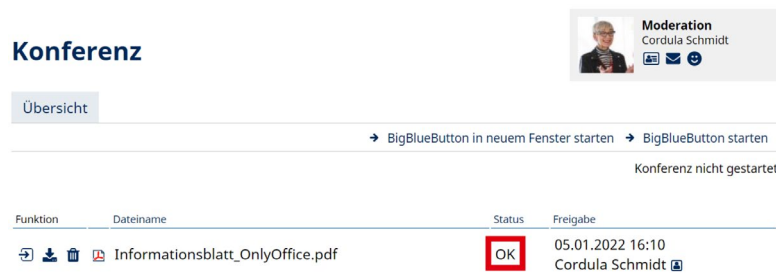 Moderation
Cordula Schmidt
Konferenz
Übersicht
BigBlueButton in neuem Fenster starten BigBlueButton starten
Konferenz nicht gestartet
Funktion Dateiname Status Freigabe
Informationsblatt_OnlyOffice.pdf OK 05.01.2022 16:10
Cordula Schmidt